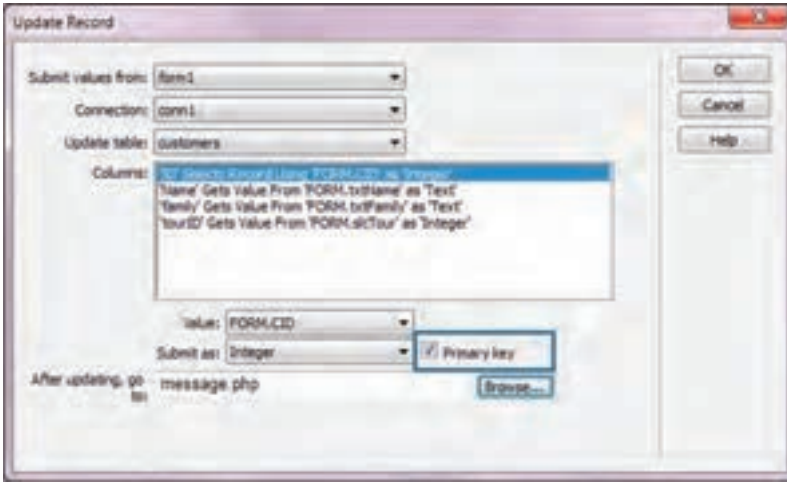 Update Record
Submit values from: form1
Connection: conn1
Update table: customers
Columns: 'ID' Selects Record Using 'FORM.CID' as 'Integer'
'Name' Gets Value From 'FORM.txtName' as 'Text'
'family' Gets Value From 'FORM.txtFamily' as 'Text'
'tourID' Gets Value From 'FORM.slcTour' as 'Integer'
Value: FORM.CID
Submit as: Integer
Primary key
After updating, go to: message.php
Browse...
OK
Cancel
Help